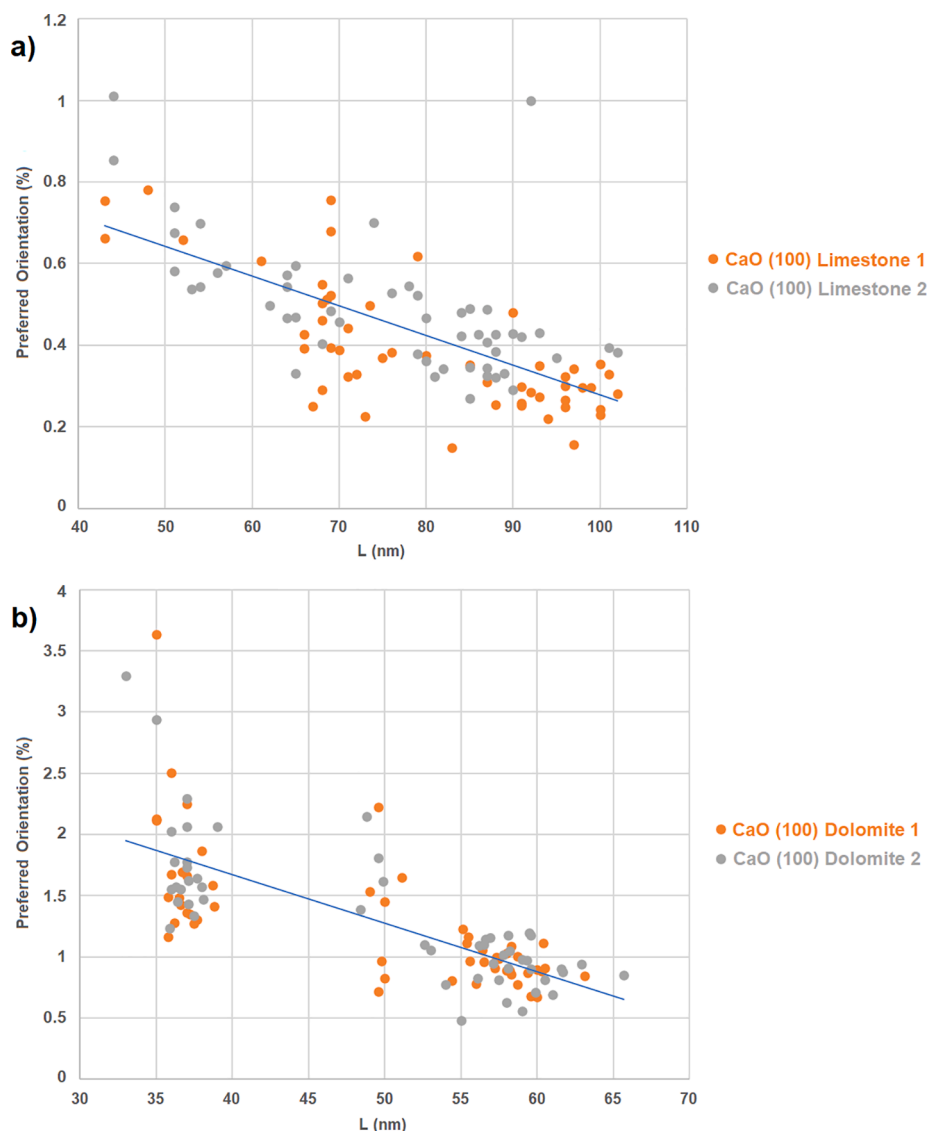 a)
1.2
1
0.8
0.6
0.4
0.2
0
Preferred Orientation (%)
40 50 60 70 80 90 100 110
L (nm)
CaO (100) Limestone 1
CaO (100) Limestone 2
b)
4
3.5
3
2.5
2
1.5
1
0.5
0
Preferred Orientation (%)
30 35 40 45 50 55 60 65 70
L (nm)
CaO (100) Dolomite 1
CaO (100) Dolomite 2